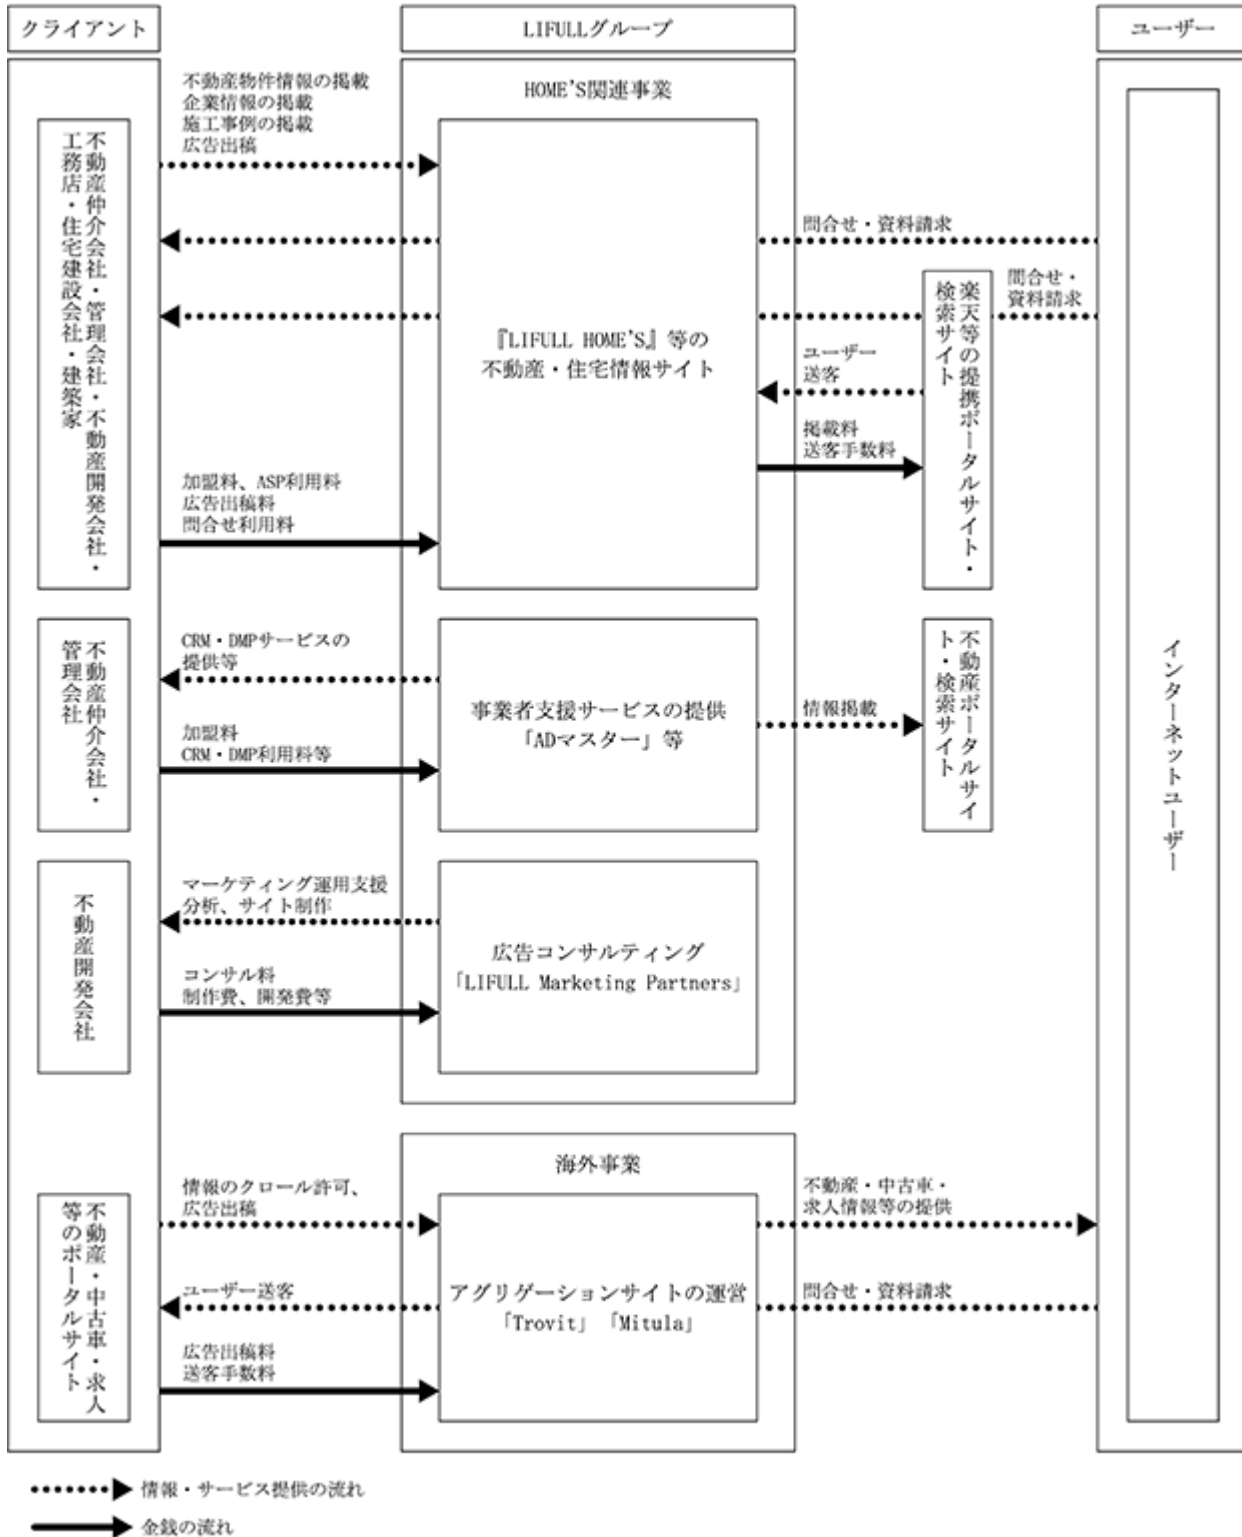 クライアント
LIFULLグループ
ユーザー
HOME'S関連事業
不動産物件情報の掲載
企業情報の掲載
施工事例の掲載
広告出稿
不動産仲介会社・管理会社・不動産開発会社・
工務店・住宅建設会社・建築家
『LIFULL HOME'S』等の
不動産・住宅情報サイト
問合せ・資料請求
問合せ・
資料請求
楽天等の提携ポータルサイト・
検索サイト
ユーザー
送客
掲載料
送客手数料
加盟料、ASP利用料
広告出稿料
問合せ利用料
インターネットユーザー
不動産仲介会社・
管理会社
CRM・DMPサービスの
提供等
加盟料
CRM・DMP利用料等
事業者支援サービスの提供
「ADマスター」等
情報掲載
不動産ポータルサイ
ト・検索サイト
不動産開発会社
マーケティング運用支援
分析、サイト制作
コンサル料
制作費、開発費等
広告コンサルティング
「LIFULL Marketing Partners」
海外事業
不動産・中古車・求人
等のポータルサイト
情報のクロール許可、
広告出稿
ユーザー送客
広告出稿料
送客手数料
アグリゲーションサイトの運営
「Trovit」「Mitula」
不動産・中古車・
求人情報等の提供
問合せ・資料請求
情報・サービス提供の流れ
金銭の流れ